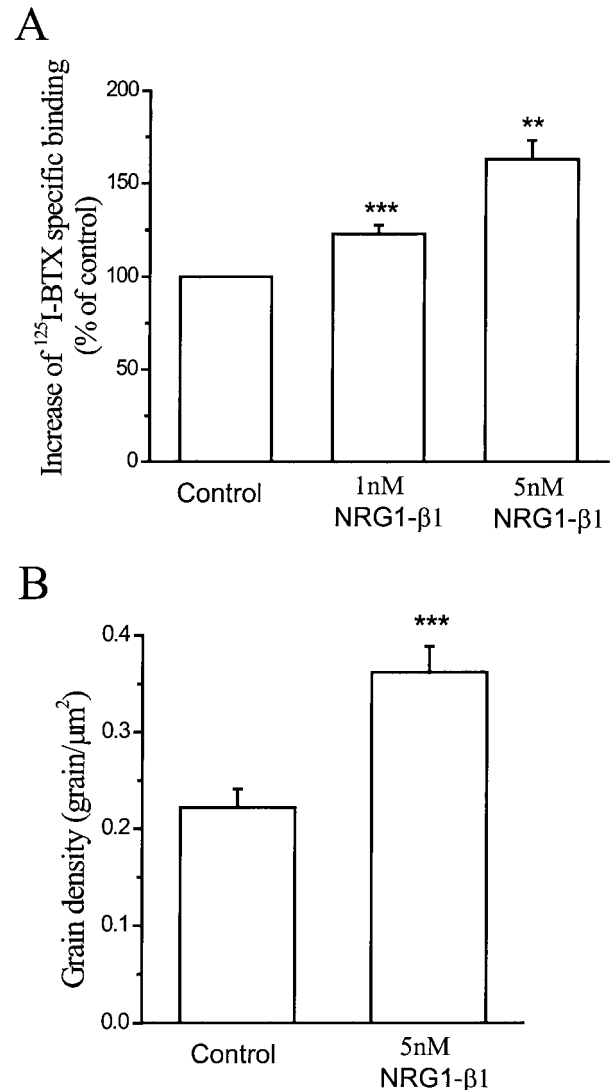 A
Increase of ¹²⁵I-BTX specific binding
(% of control)
200
150
100
50
0
***
**
Control
1nM
NRG1-β1
5nM
NRG1-β1
B
Grain density (grain/μm²)
0.4
0.3
0.2
0.1
0.0
***
Control
5nM
NRG1-β1